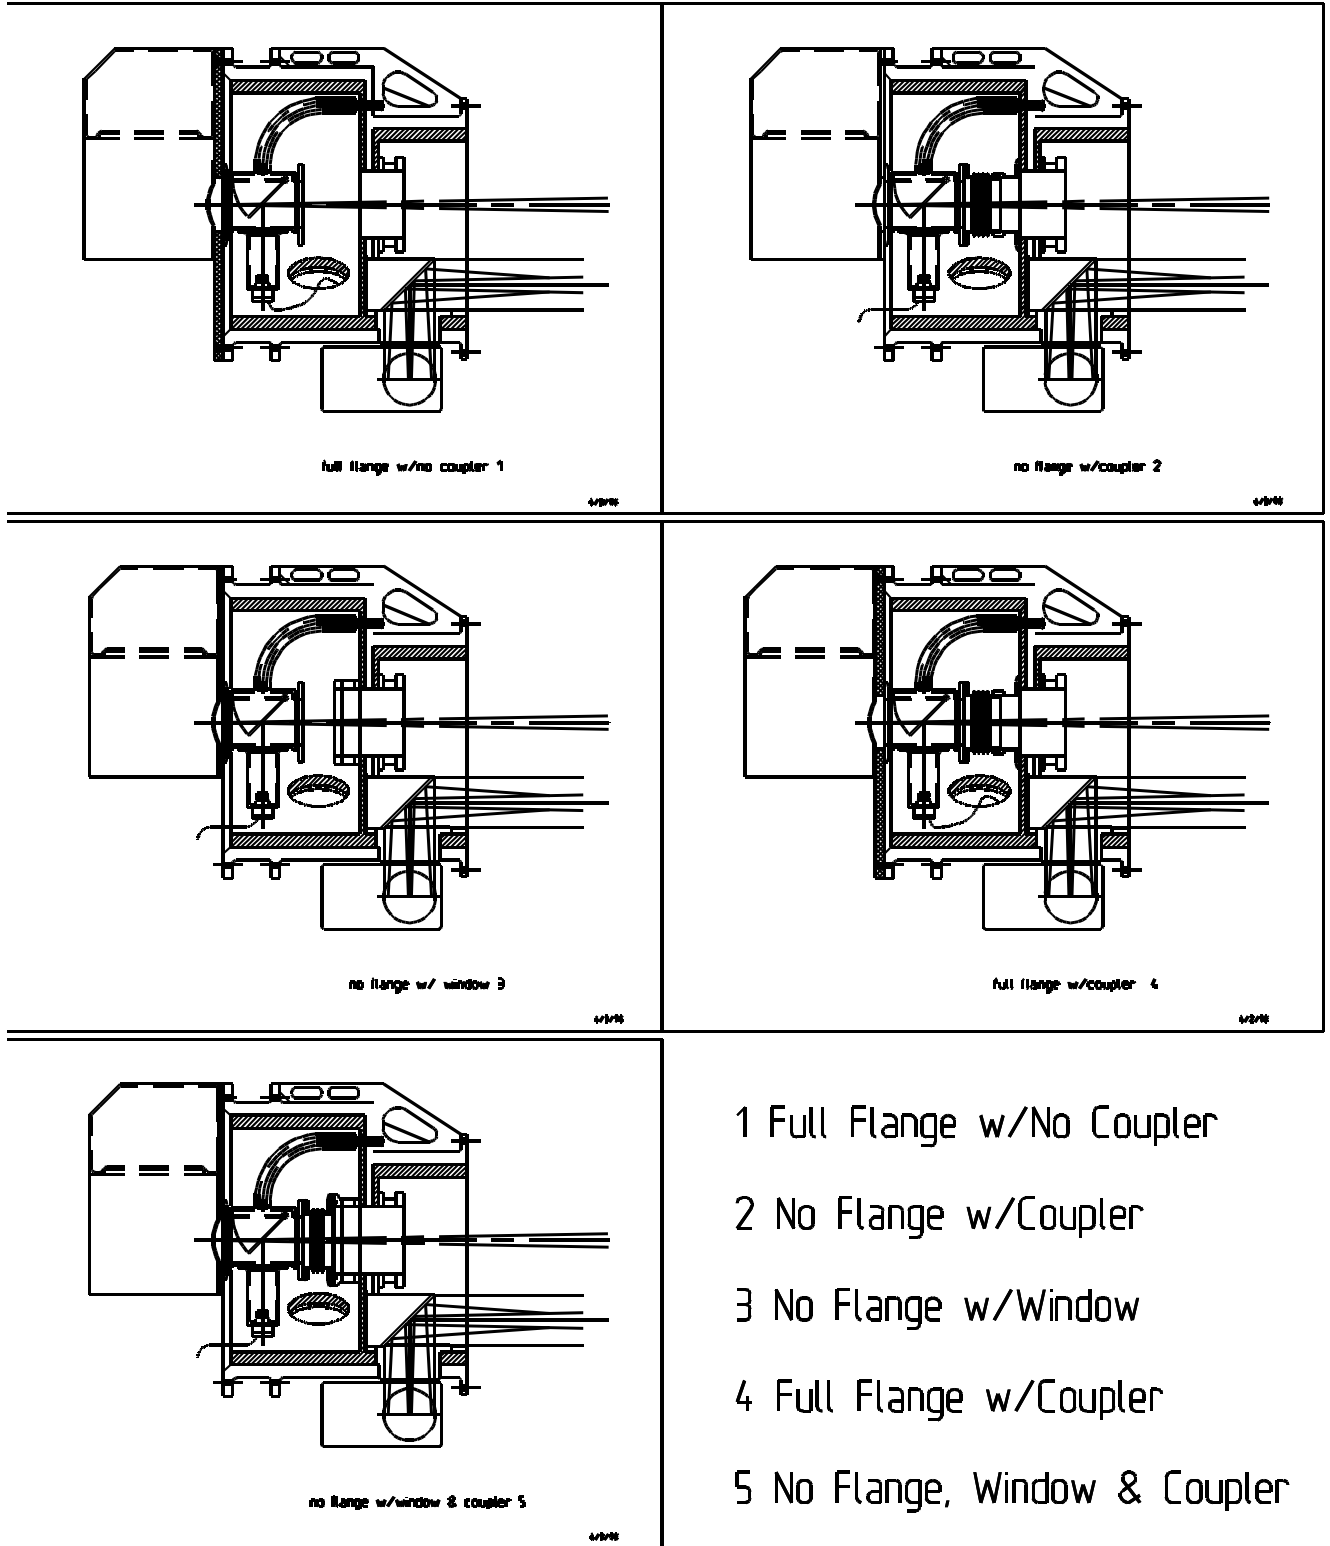 full flange w/no coupler 1
no flange w/coupler 2
no flange w/ window 3
full flange w/coupler 4
no flange w/window & coupler 5
1 Full Flange w/No Coupler
2 No Flange w/Coupler
3 No Flange w/Window
4 Full Flange w/Coupler
5 No Flange, Window & Coupler